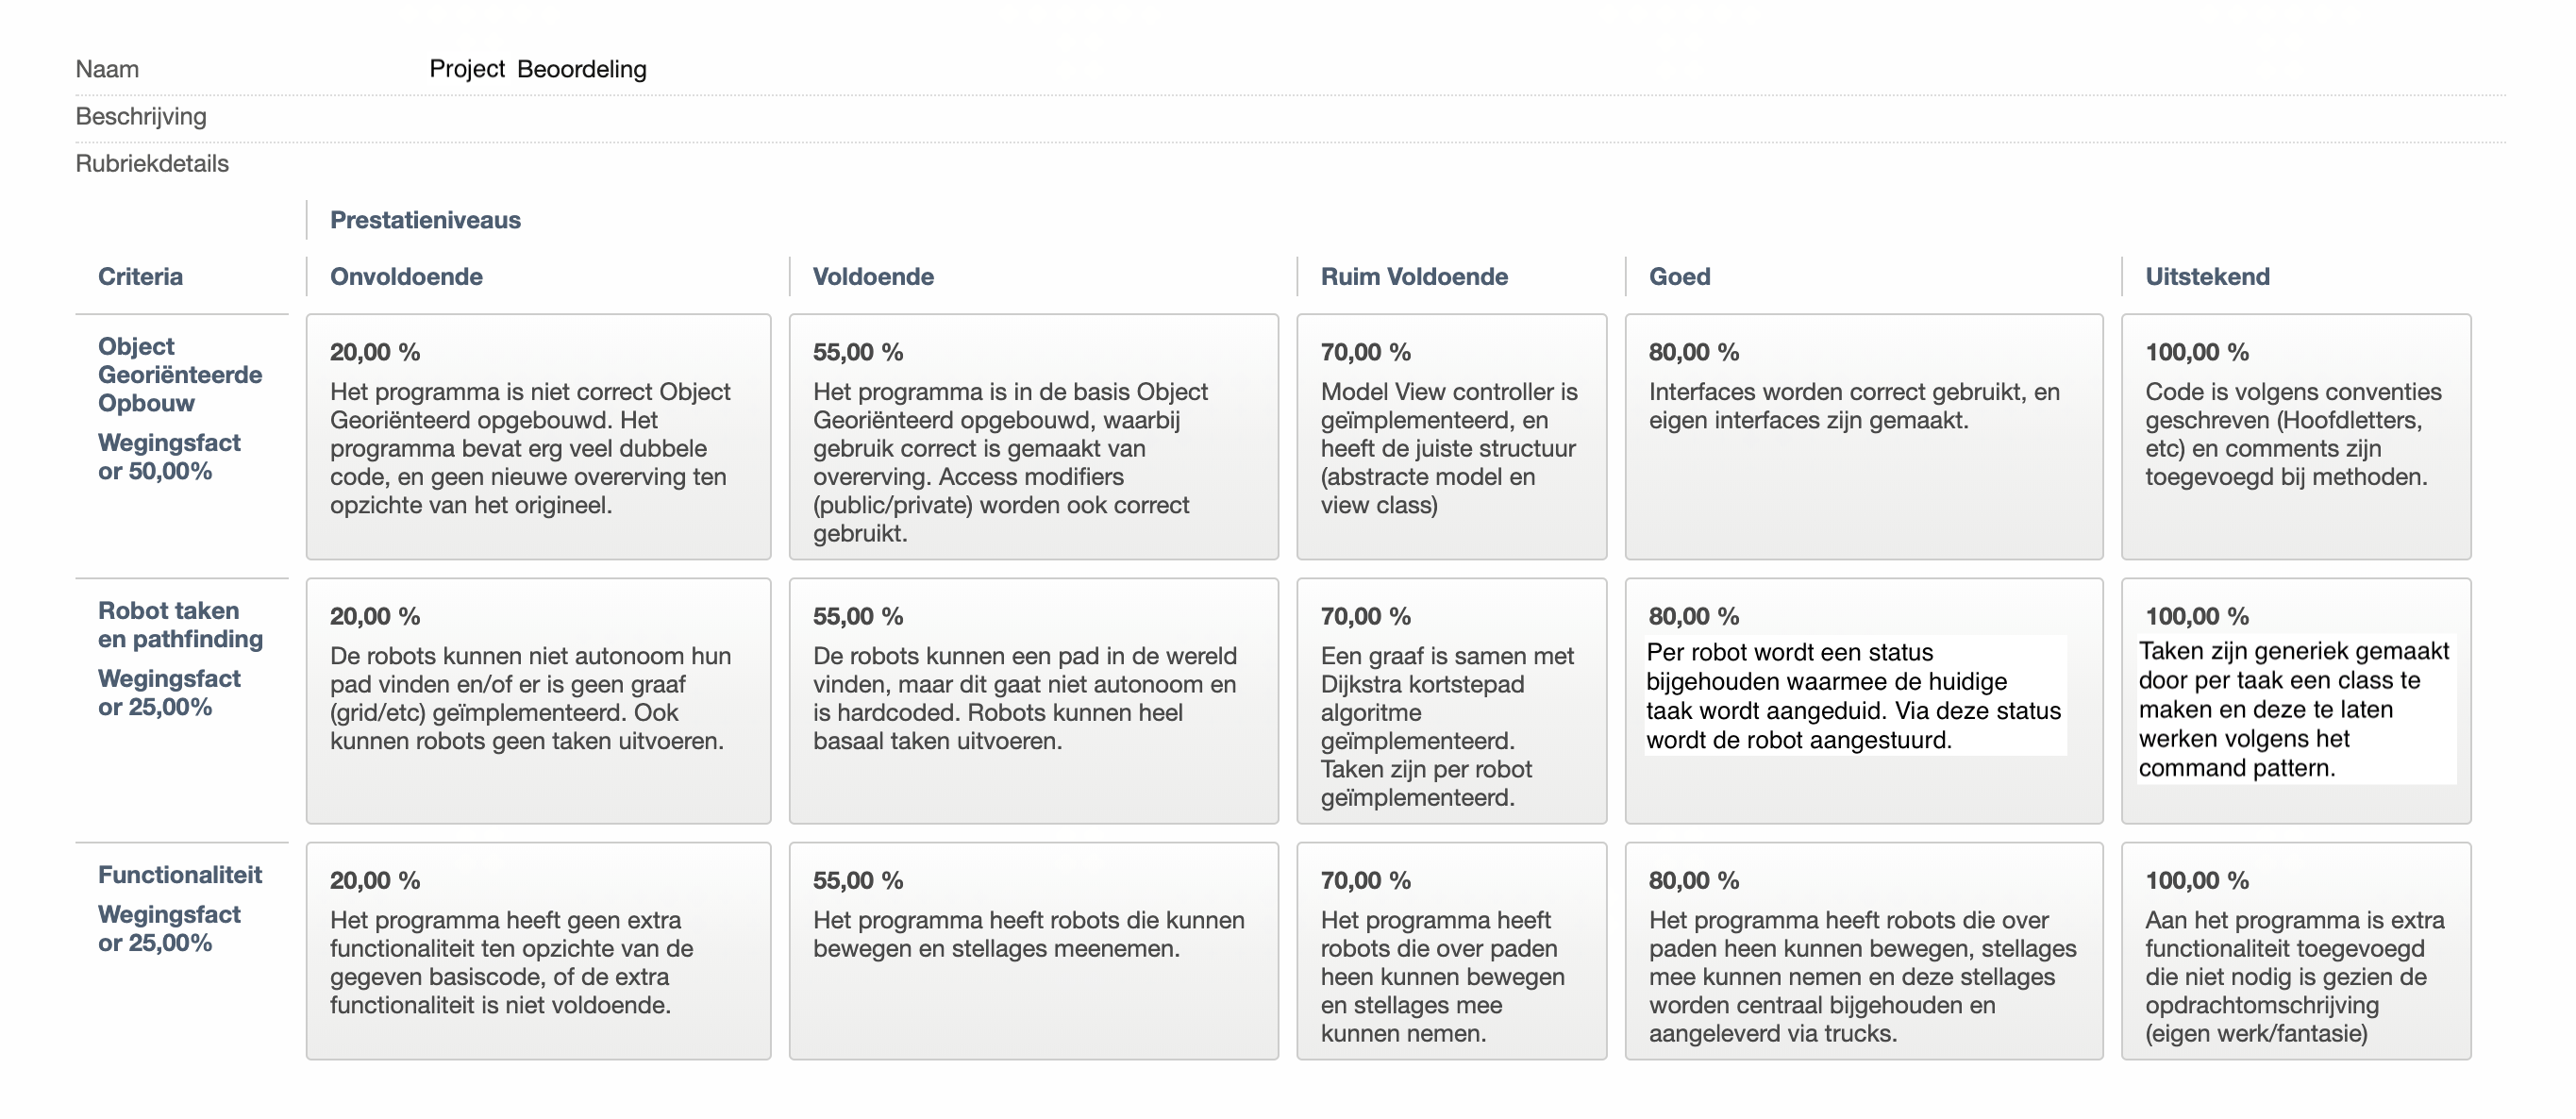 Naam Project Beoordeling
Beschrijving
Rubriekdetails
Prestatieniveaus
Criteria Onvoldoende Voldoende Ruim Voldoende Goed Uitstekend
Object
Georiënteerde
Opbouw
Wegingsfact
or 50,00%
20,00 %
Het programma is niet correct Object
Georiënteerd opgebouwd. Het
programma bevat erg veel dubbele
code, en geen nieuwe overerving ten
opzichte van het origineel.
55,00 %
Het programma is in de basis Object
Georiënteerd opgebouwd, waarbij
gebruik correct is gemaakt van
overerving. Access modifiers
(public/private) worden ook correct
gebruikt.
70,00 %
Model View controller is
geïmplementeerd, en
heeft de juiste structuur
(abstracte model en
view class)
80,00 %
Interfaces worden correct gebruikt, en
eigen interfaces zijn gemaakt.
100,00 %
Code is volgens conventies
geschreven (Hoofdletters,
etc) en comments zijn
toegevoegd bij methoden.
Robot taken
en pathfinding
Wegingsfact
or 25,00%
20,00 %
De robots kunnen niet autonoom hun
pad vinden en/of er is geen graaf
(grid/etc) geïmplementeerd. Ook
kunnen robots geen taken uitvoeren.
55,00 %
De robots kunnen een pad in de wereld
vinden, maar dit gaat niet autonoom en
is hardcoded. Robots kunnen heel
basaal taken uitvoeren.
70,00 %
Een graaf is samen met
Dijkstra kortstepad
algoritme
geïmplementeerd.
Taken zijn per robot
geïmplementeerd.
80,00 %
Per robot wordt een status
bijgehouden waarmee de huidige
taak wordt aangeduid. Via deze status
wordt de robot aangestuurd.
100,00 %
Taken zijn generiek gemaakt
door per taak een class te
maken en deze te laten
werken volgens het
command pattern.
Functionaliteit
Wegingsfact
or 25,00%
20,00 %
Het programma heeft geen extra
functionaliteit ten opzichte van de
gegeven basiscode, of de extra
functionaliteit is niet voldoende.
55,00 %
Het programma heeft robots die kunnen
bewegen en stellages meenemen.
70,00 %
Het programma heeft
robots die over paden
heen kunnen bewegen
en stellages mee
kunnen nemen.
80,00 %
Het programma heeft robots die over
paden heen kunnen bewegen, stellages
mee kunnen nemen en deze stellages
worden centraal bijgehouden en
aangeleverd via trucks.
100,00 %
Aan het programma is extra
functionaliteit toegevoegd
die niet nodig is gezien de
opdrachtomschrijving
(eigen werk/fantasie)